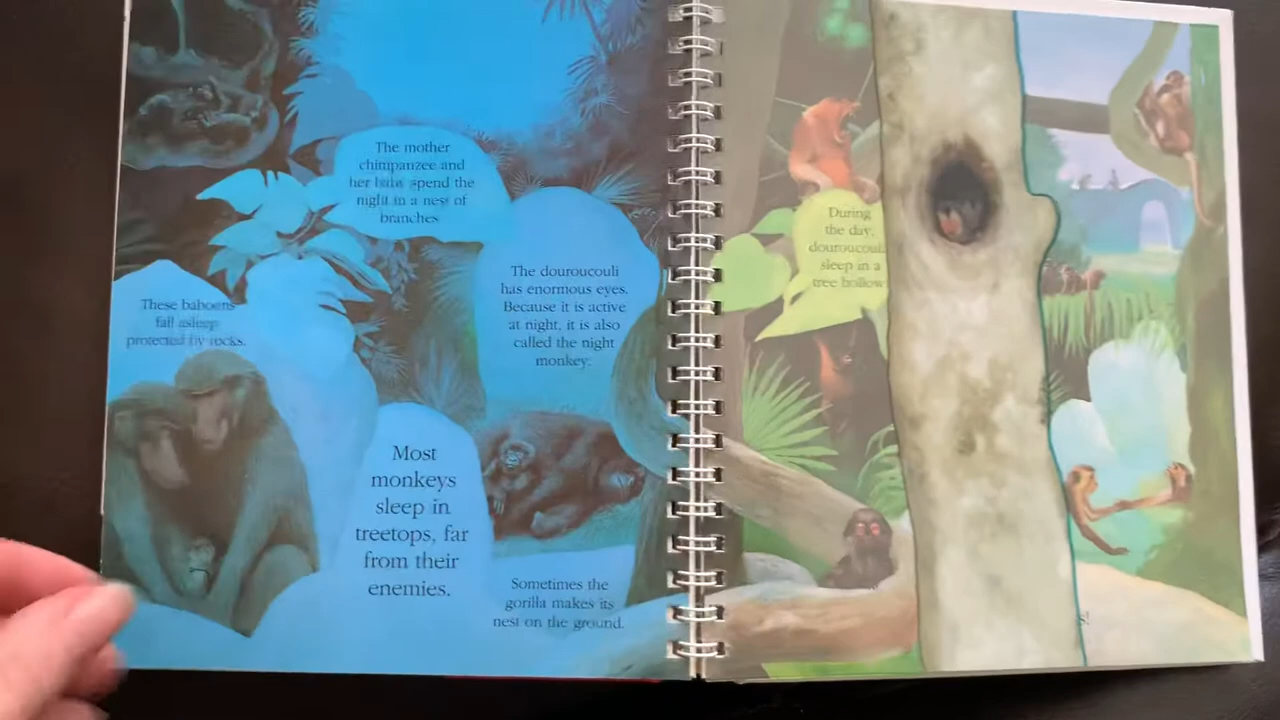 The mother
chimpanzee and
her baby spend the
night in a nest of
branches
The douroucouli
has enormous eyes.
Because it is active
at night, it is also
called the night
monkey.
These baboons
fall asleep
protected by rocks.
Most
monkeys
sleep in
treetops, far
from their
enemies.
Sometimes the
gorilla makes its
nest on the ground.
During
the day,
douroucouli
sleep in a
tree hollow
s!